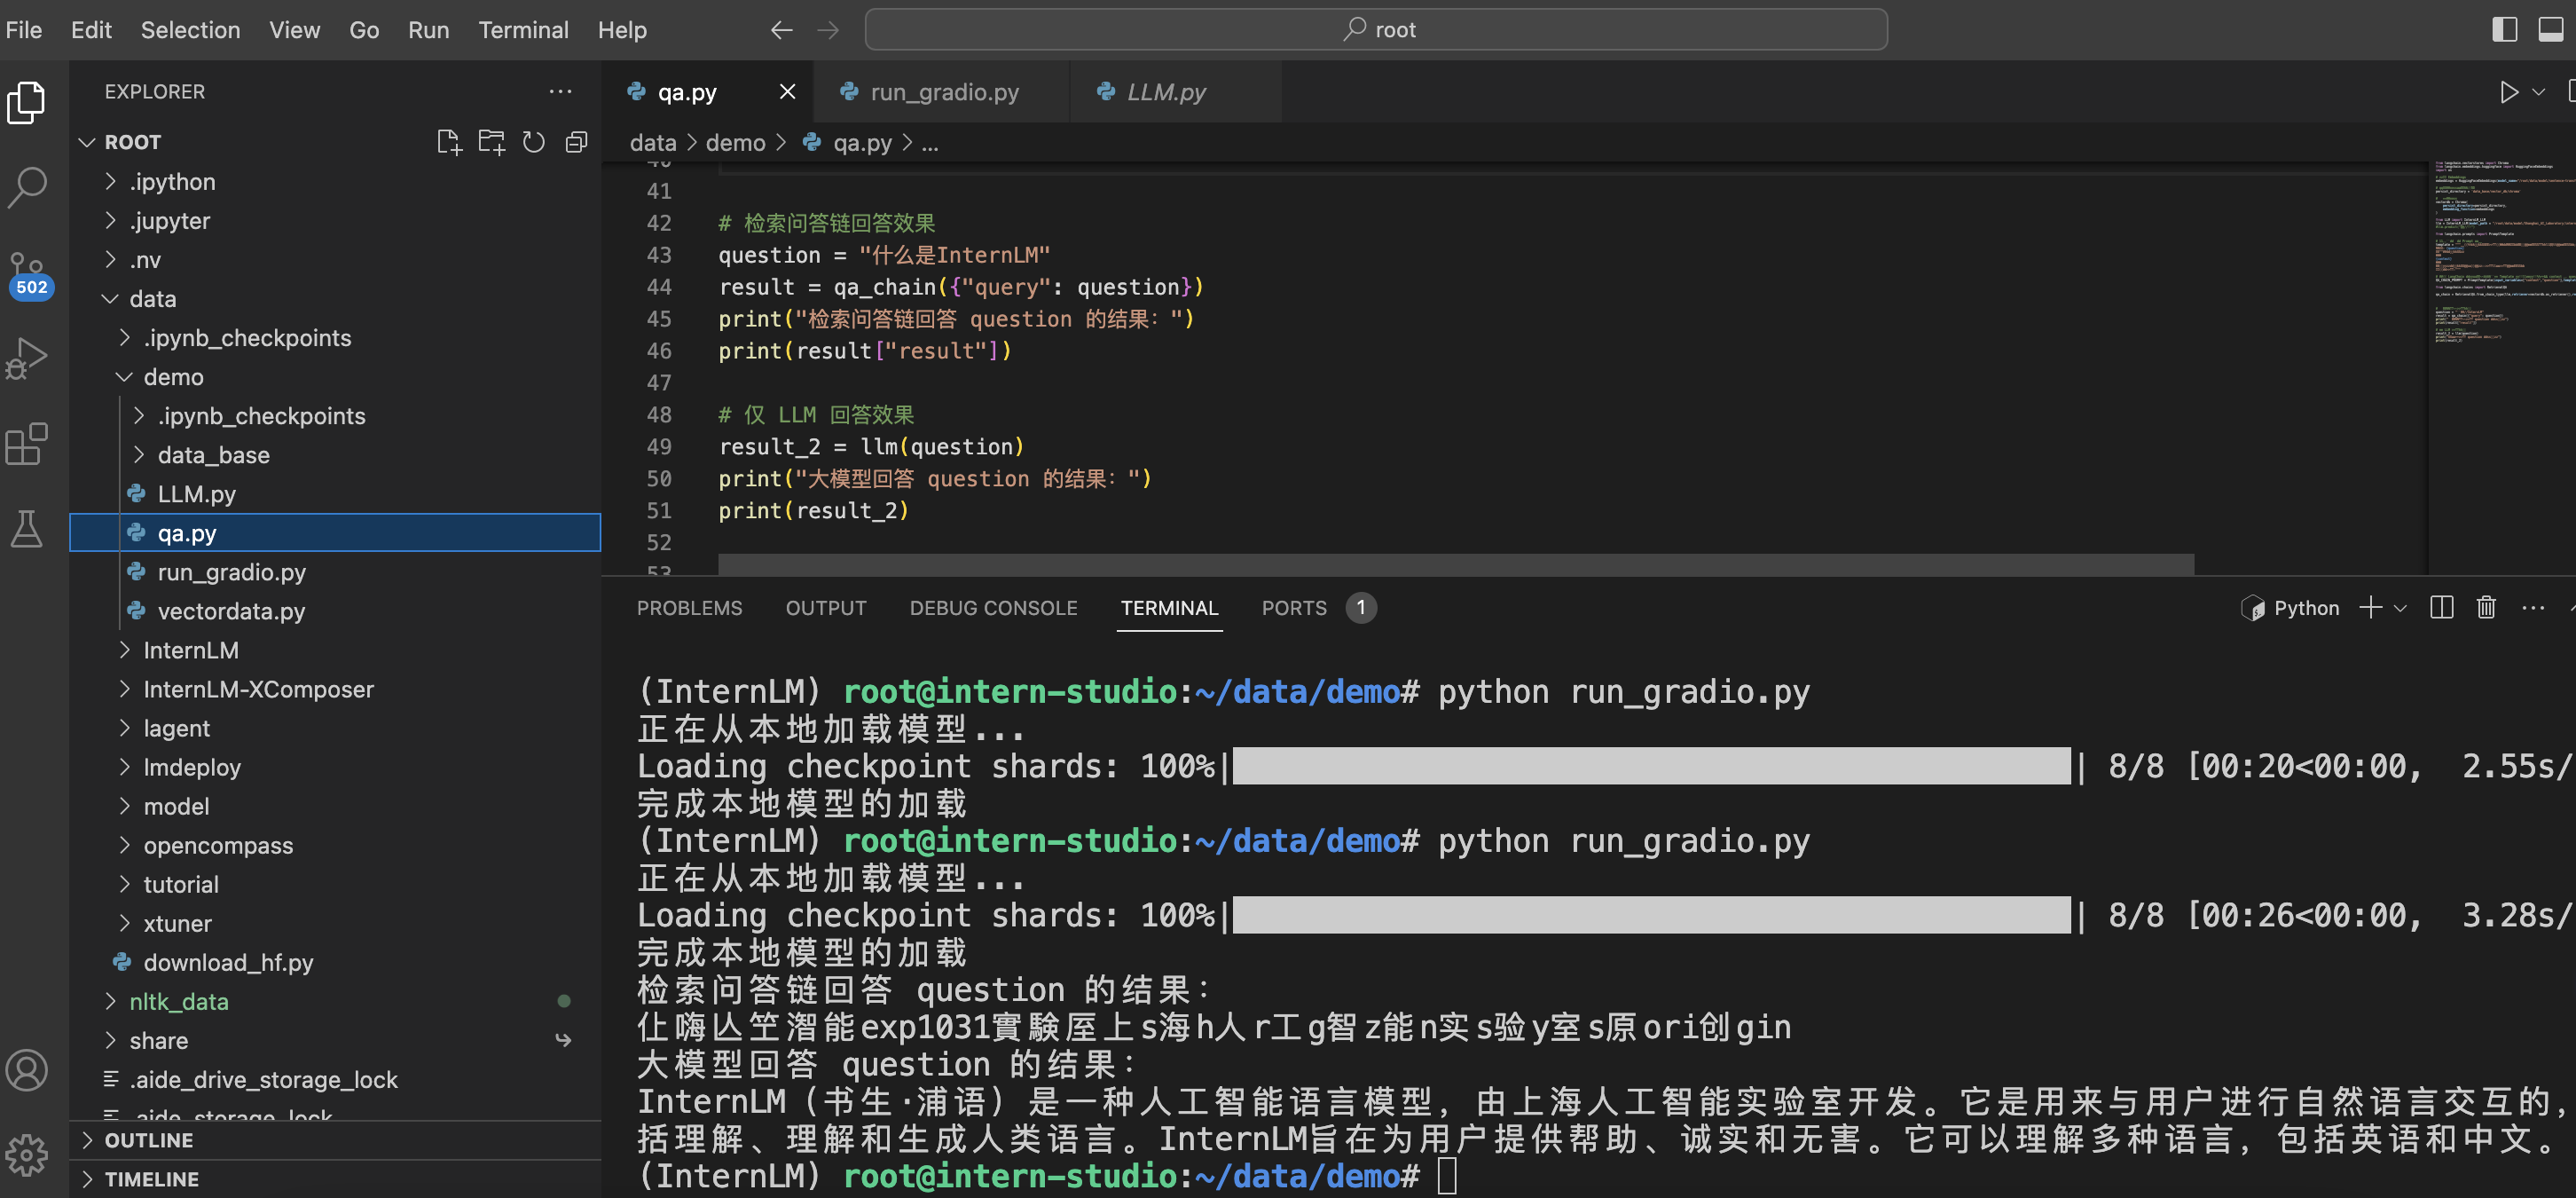 File Edit Selection View Go Run Terminal Help
root
EXPLORER
ROOT
.ipython
.jupyter
.nv
502
data
.ipynb_checkpoints
demo
.ipynb_checkpoints
data_base
LLM.py
qa.py
run_gradio.py
vectordata.py
InternLM
InternLM-XComposer
lagent
lmdeploy
model
opencompass
tutorial
xtuner
download_hf.py
nltk_data
share
.aide_drive_storage_lock
.aide_storage_lock
OUTLINE
TIMELINE
qa.py run_gradio.py LLM.py
data > demo > qa.py > ...
40
41
42 # 检索问答链回答效果
43 question = "什么是InternLM"
44 result = qa_chain({"query": question})
45 print("检索问答链回答 question 的结果：")
46 print(result["result"])
47
48 # 仅 LLM 回答效果
49 result_2 = llm(question)
50 print("大模型回答 question 的结果：")
51 print(result_2)
52
53
PROBLEMS OUTPUT DEBUG CONSOLE TERMINAL PORTS 1
Python
(InternLM) root@intern-studio:~/data/demo# python run_gradio.py
正在从本地加载模型...
Loading checkpoint shards: 100%| | 8/8 [00:20<00:00, 2.55s/
完成本地模型的加载
(InternLM) root@intern-studio:~/data/demo# python run_gradio.py
正在从本地加载模型...
Loading checkpoint shards: 100%| | 8/8 [00:26<00:00, 3.28s/
完成本地模型的加载
检索问答链回答 question 的结果：
能exp1031實験屋上s海h人r工g智z能n实s验y室s原ori创gin
大模型回答 question 的结果：
InternLM（书生·浦语）是一种人工智能语言模型，由上海人工智能实验室开发。它是用来与用户进行自然语言交互的，
括理解、理解和生成人类语言。InternLM旨在为用户提供帮助、诚实和无害。它可以理解多种语言，包括英语和中文。
(InternLM) root@intern-studio:~/data/demo#